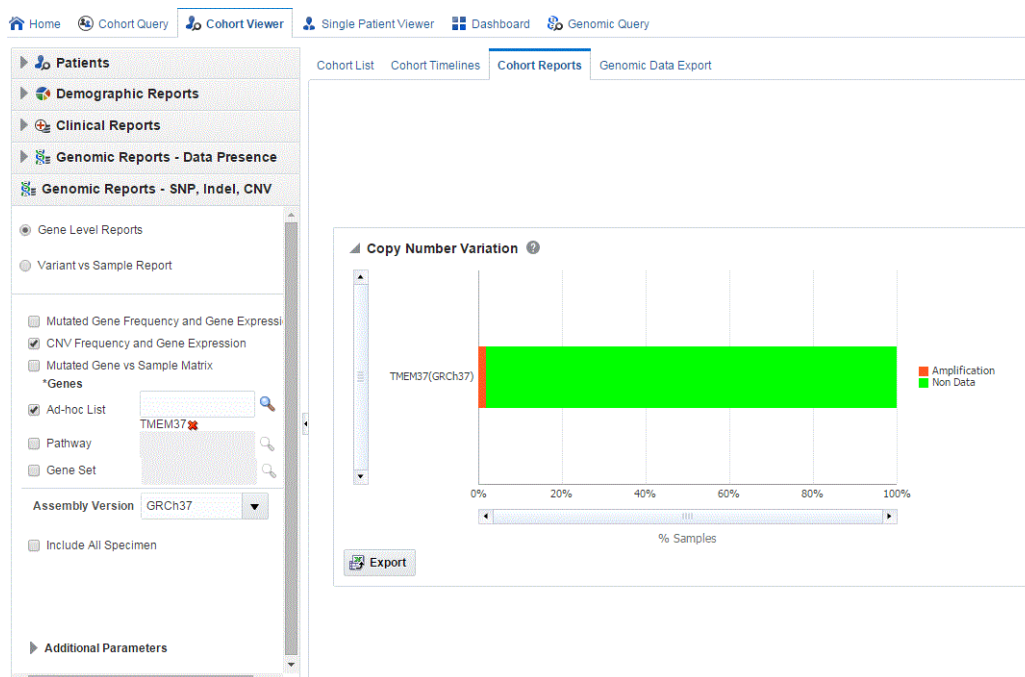 Home Cohort Query Cohort Viewer Single Patient Viewer Dashboard Genomic Query
Patients
Demographic Reports
Clinical Reports
Genomic Reports - Data Presence
Genomic Reports - SNP, Indel, CNV
Gene Level Reports
Variant vs Sample Report
Mutated Gene Frequency and Gene Expressi
CNV Frequency and Gene Expression
Mutated Gene vs Sample Matrix
*Genes
Ad-hoc List
TMEM37
Pathway
Gene Set
Assembly Version GRCh37
Include All Specimen
Additional Parameters
Cohort List Cohort Timelines Cohort Reports Genomic Data Export
Copy Number Variation ?
TMEM37(GRCh37)
Amplification
Non Data
0% 20% 40% 60% 80% 100%
% Samples
Export